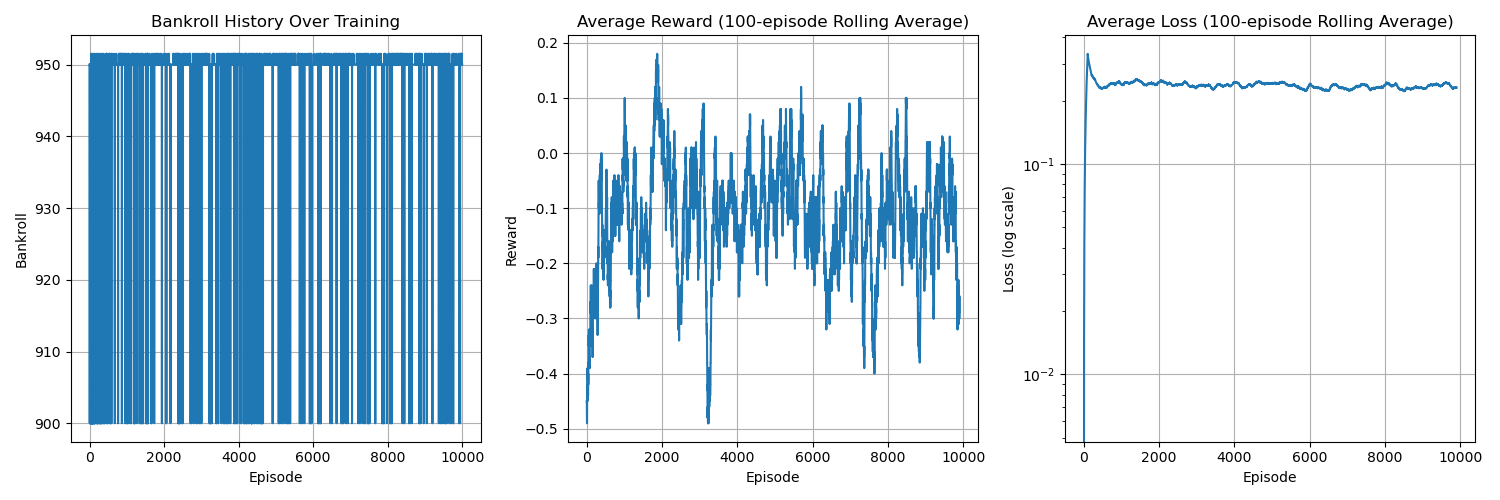 Bankroll History Over Training
Bankroll
950
940
930
920
910
900
0 2000 4000 6000 8000 10000
Episode
Average Reward (100-episode Rolling Average)
Reward
0.2
0.1
0.0
−0.1
−0.2
−0.3
−0.4
−0.5
0 2000 4000 6000 8000 10000
Episode
Average Loss (100-episode Rolling Average)
Loss (log scale)
10⁻¹
10⁻²
0 2000 4000 6000 8000 10000
Episode